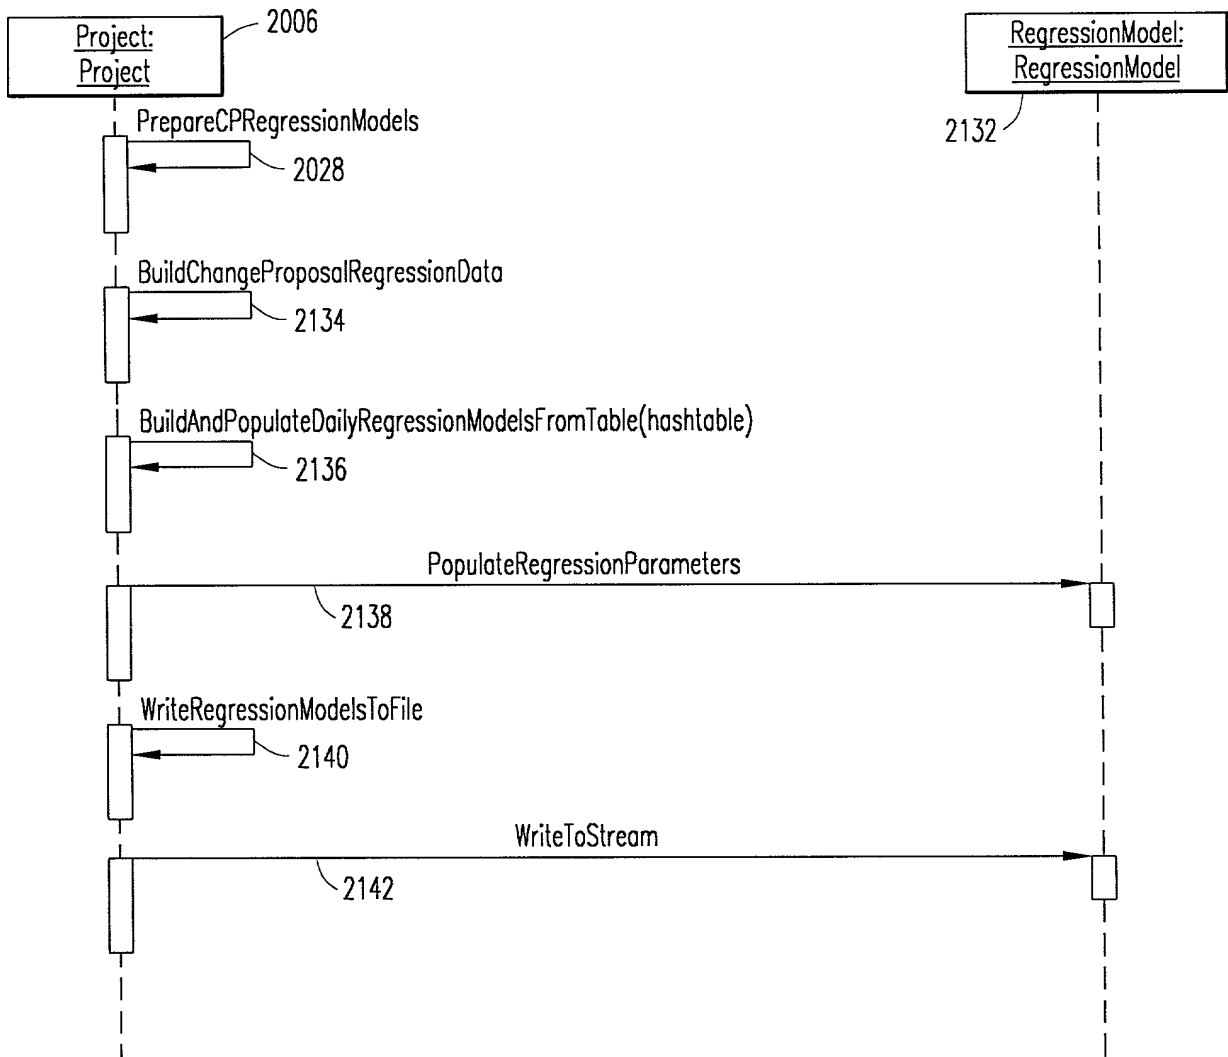 Project:
Project
2006
RegressionModel:
RegressionModel
2132
PrepareCPRegressionModels
2028
BuildChangeProposalRegressionData
2134
BuildAndPopulateDailyRegressionModelsFromTable(hashtable)
2136
PopulateRegressionParameters
2138
WriteRegressionModelsToFile
2140
WriteToStream
2142